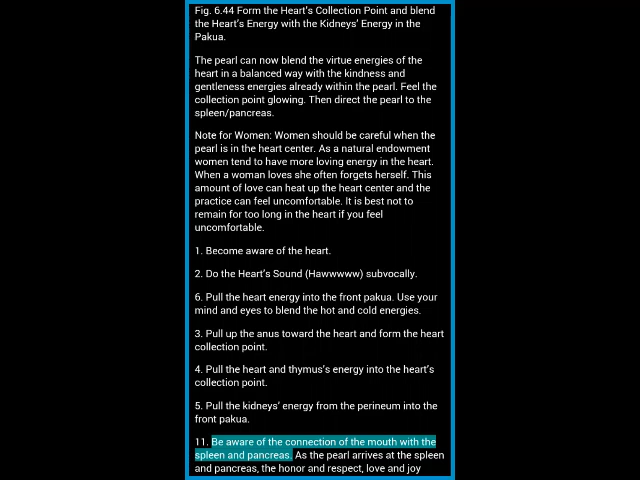 Fig. 6.44 Form the Heart's Collection Point and blend
the Heart's Energy with the Kidneys' Energy in the
Pakua.
The pearl can now blend the virtue energies of the
heart in a balanced way with the kindness and
gentleness energies already within the pearl. Feel the
collection point glowing. Then direct the pearl to the
spleen/pancreas.
Note for Women: Women should be careful when the
pearl is in the heart center. As a natural endowment
women tend to have more loving energy in the heart.
When a woman loves she often forgets herself. This
amount of love can heat up the heart center and the
practice can feel uncomfortable. It is best not to
remain for too long in the heart if you feel
uncomfortable.
1. Become aware of the heart.
2. Do the Heart's Sound (Hawwwww) subvocally.
6. Pull the heart energy into the front pakua. Use your
mind and eyes to blend the hot and cold energies.
3. Pull up the anus toward the heart and form the heart
collection point.
4. Pull the heart and thymus's energy into the heart's
collection point.
5. Pull the kidneys' energy from the perineum into the
front pakua.
11. Be aware of the connection of the mouth with the
spleen and pancreas. As the pearl arrives at the spleen
and pancreas, the honor and respect, love and joy